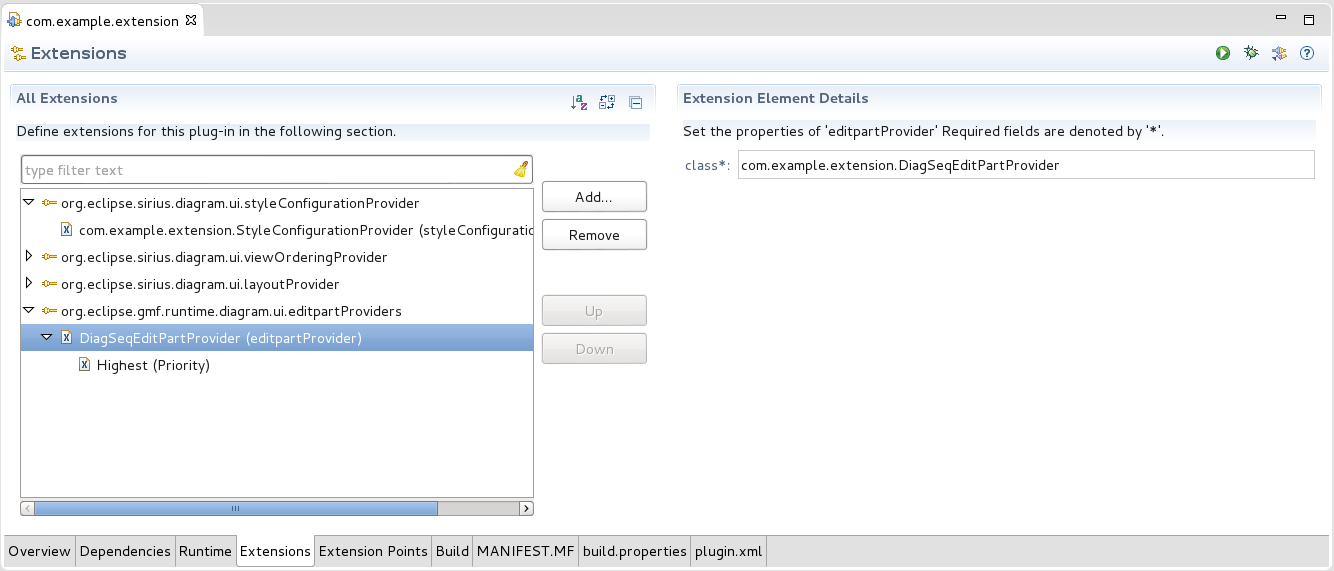 com.example.extension
Extensions
All Extensions
Define extensions for this plug-in in the following section.
type filter text
org.eclipse.sirius.diagram.ui.styleConfigurationProvider
com.example.extension.StyleConfigurationProvider (styleConfiguratio
org.eclipse.sirius.diagram.ui.viewOrderingProvider
org.eclipse.sirius.diagram.ui.layoutProvider
org.eclipse.gmf.runtime.diagram.ui.editpartProviders
DiagSeqEditPartProvider (editpartProvider)
Highest (Priority)
Add...
Remove
Up
Down
Extension Element Details
Set the properties of 'editpartProvider' Required fields are denoted by '*'.
class*: com.example.extension.DiagSeqEditPartProvider
Overview Dependencies Runtime Extensions Extension Points Build MANIFEST.MF build.properties plugin.xml